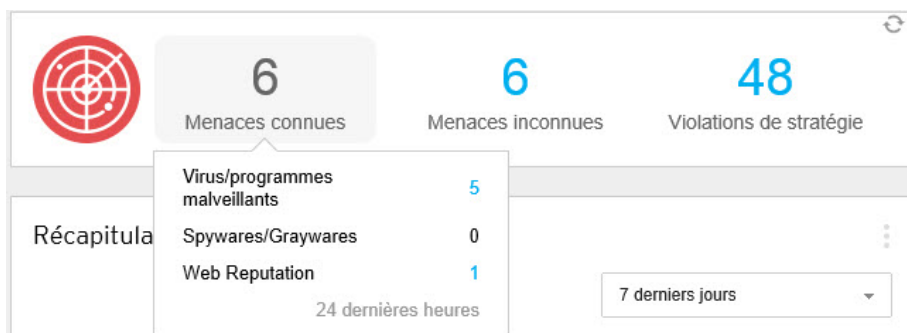 6
Menaces connues
6
Menaces inconnues
48
Violations de stratégie
Virus/programmes
malveillants 5
Récapitula
Spywares/Graywares 0
Web Reputation 1
24 dernières heures
7 derniers jours